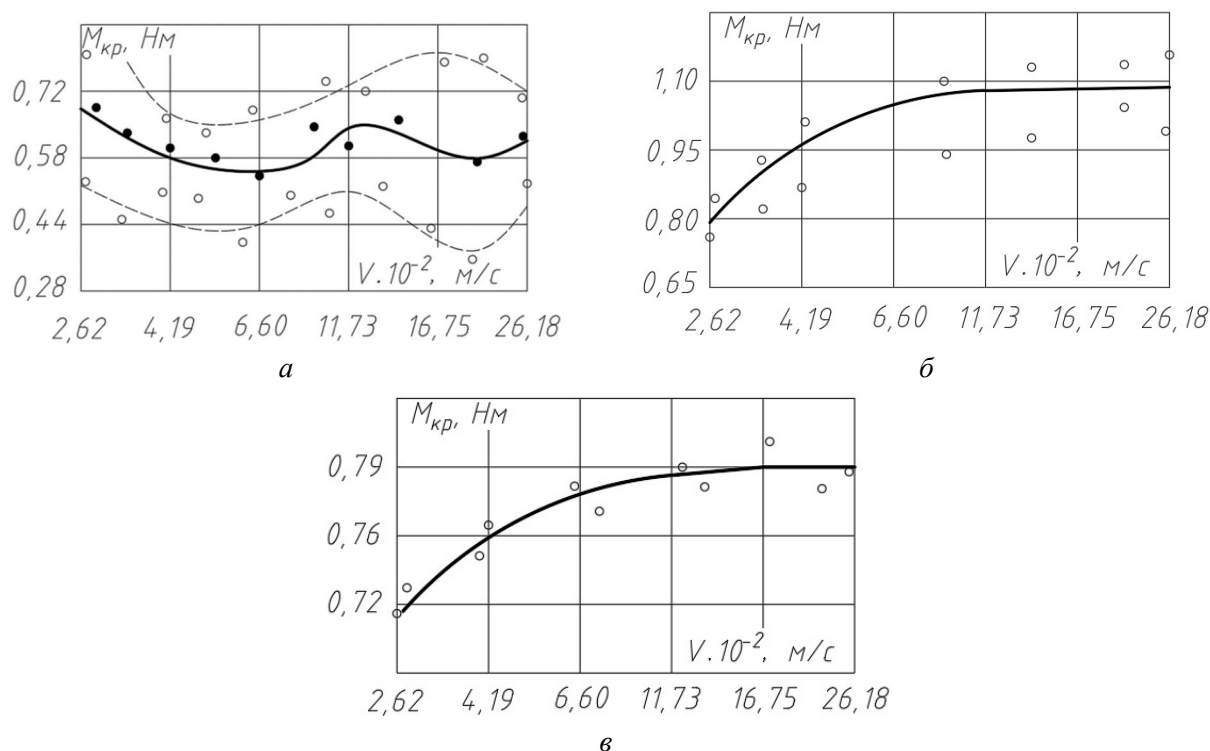 Mкр, Нм
0,72
0,58
0,44
0,28
V.10⁻², м/с
2,62 4,19 6,60 11,73 16,75 26,18
а
Mкр, Нм
1,10
0,95
0,80
0,65
V.10⁻², м/с
2,62 4,19 6,60 11,73 16,75 26,18
б
Mкр, Нм
0,79
0,76
0,72
V.10⁻², м/с
2,62 4,19 6,60 11,73 16,75 26,18
в